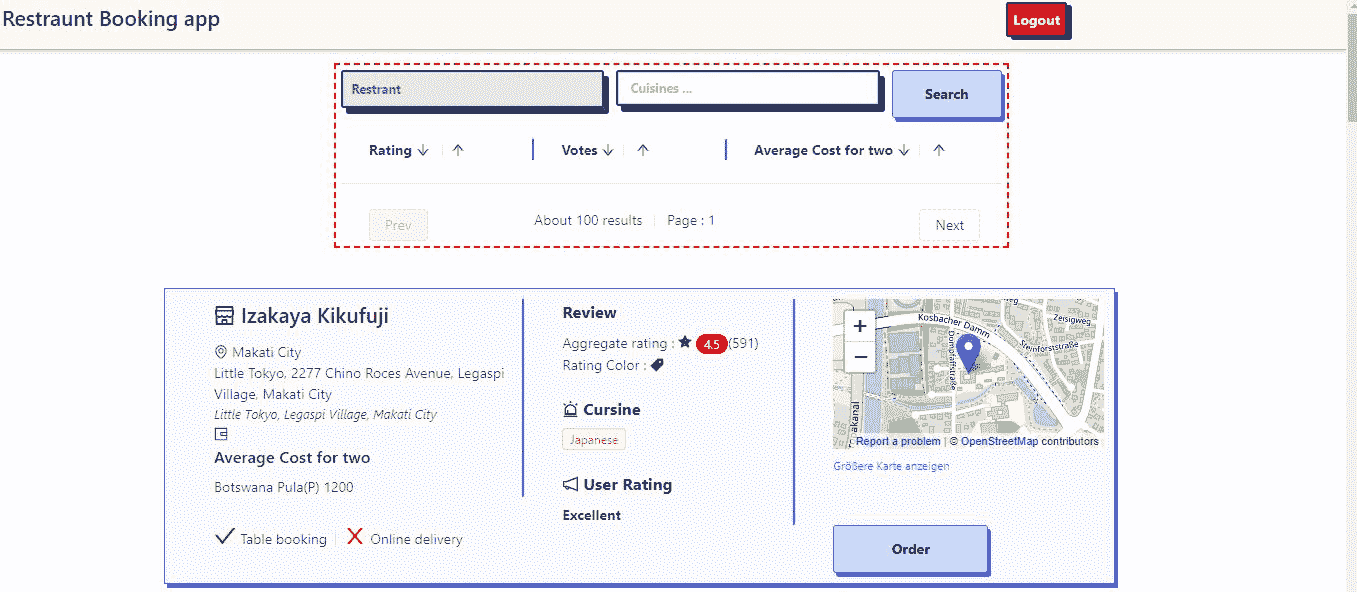 Restraunt Booking app
Logout
Restrant
Cuisines ...
Search
Rating
Votes
Average Cost for two
Prev
About 100 results
Page : 1
Next
Izakaya Kikufuji
Makati City
Little Tokyo, 2277 Chino Roces Avenue, Legaspi
Village, Makati City
Little Tokyo, Legaspi Village, Makati City
Average Cost for two
Botswana Pula(P) 1200
Table booking
Online delivery
Review
Aggregate rating : 4.5 (591)
Rating Color :
Cursine
Japanese
User Rating
Excellent
+
−
Kosbacher Damm
Zeisigweg
Steinforststraße
Report a problem | © OpenStreetMap contributors
Größere Karte anzeigen
Order